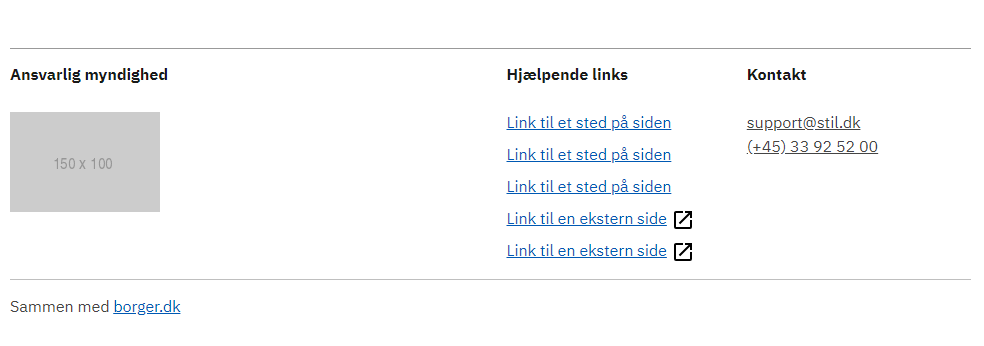 Ansvarlig myndighed
150 x 100
Hjælpende links
Link til et sted på siden
Link til et sted på siden
Link til et sted på siden
Link til en ekstern side
Link til en ekstern side
Kontakt
support@stil.dk
(+45) 33 92 52 00
Sammen med borger.dk